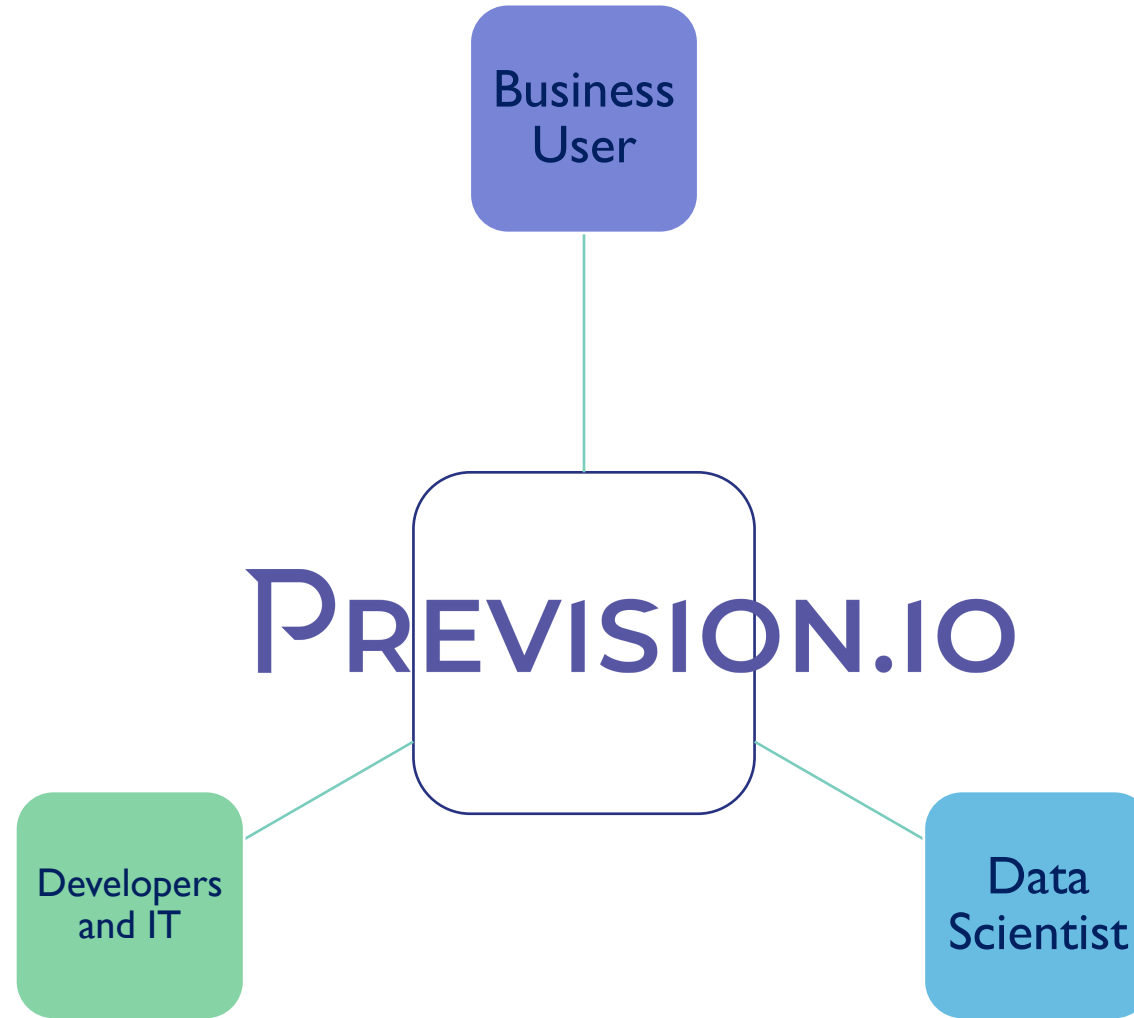 Business
User
PREVISION.IO
Developers
and IT
Data
Scientist